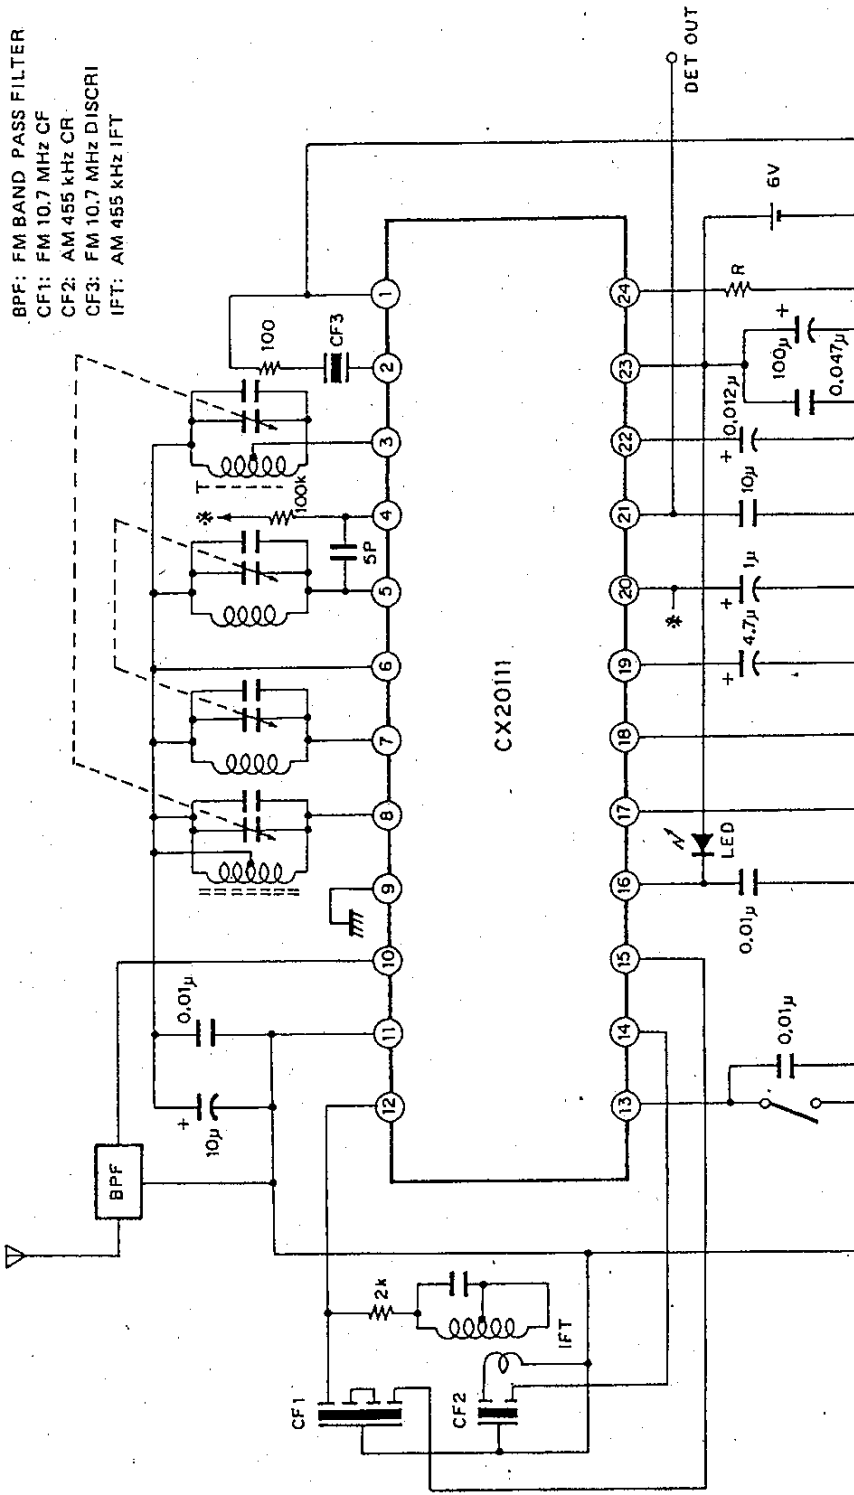 BPF: FM BAND PASS FILTER
CF1: FM 10.7 MHz CF
CF2: AM 455 kHz CR
CF3: FM 10.7 MHz DISCRI
IFT: AM 455 kHz IFT
BPF
10μ
+
0.01μ
*
100k
5P
100
CF3
12
11
10
9
8
7
6
5
4
3
2
1
CX20111
13
14
15
16
17
18
19
20
21
22
23
24
CF1
2k
IFT
CF2
0.01μ
0.01μ
LED
4.7μ
+
*
1μ
+
10μ
0.012μ
+
100μ
+
0.047μ
R
6V
DET OUT